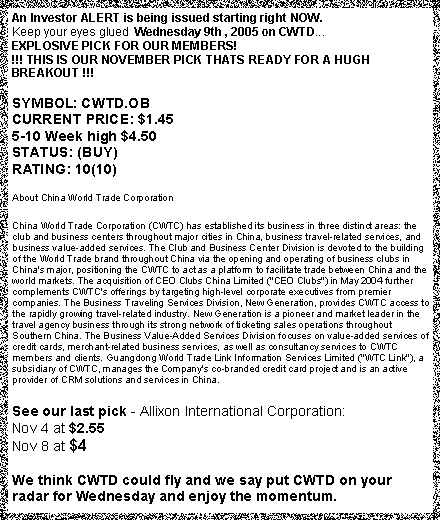 An Investor ALERT is being issued starting right NOW.
Keep your eyes glued Wednesday 9th, 2005 on CWTD...
EXPLOSIVE PICK FOR OUR MEMBERS!
!!! THIS IS OUR NOVEMBER PICK THATS READY FOR A HUGH
BREAKOUT !!!
SYMBOL: CWTD.OB
CURRENT PRICE: $1.45
5-10 Week high $4.50
STATUS: (BUY)
RATING: 10(10)
About China World Trade Corporation
China World Trade Corporation (CWTC) has established its business in three distinct areas: the
club and business centers throughout major cities in China, business travel-related services, and
business value-added services. The Club and Business Center Division is devoted to the building
of the World Trade brand throughout China via the opening and operating of business clubs in
China's major, positioning the CWTC to act as a platform to facilitate trade between China and the
world markets. The acquisition of CEO Clubs China Limited ("CEO Clubs") in May 2004 further
complements CWTC's offerings by targeting high-level corporate executives from premier
companies. The Business Traveling Services Division, New Generation, provides CWTC access to
the rapidly growing travel-related industry. New Generation is a pioneer and market leader in the
travel agency business through its strong network of ticketing sales operations throughout
Southern China. The Business Value-Added Services Division focuses on value-added services of
credit cards, merchant-related business services, as well as consultancy services to CWTC
members and clients. Guangdong World Trade Link Information Services Limited ("WTC Link"), a
subsidiary of CWTC, manages the Company's co-branded credit card project and is an active
provider of CRM solutions and services in China.
See our last pick - Allixon International Corporation:
Nov 4 at $2.55
Nov 8 at $4
We think CWTD could fly and we say put CWTD on your
radar for Wednesday and enjoy the momentum.